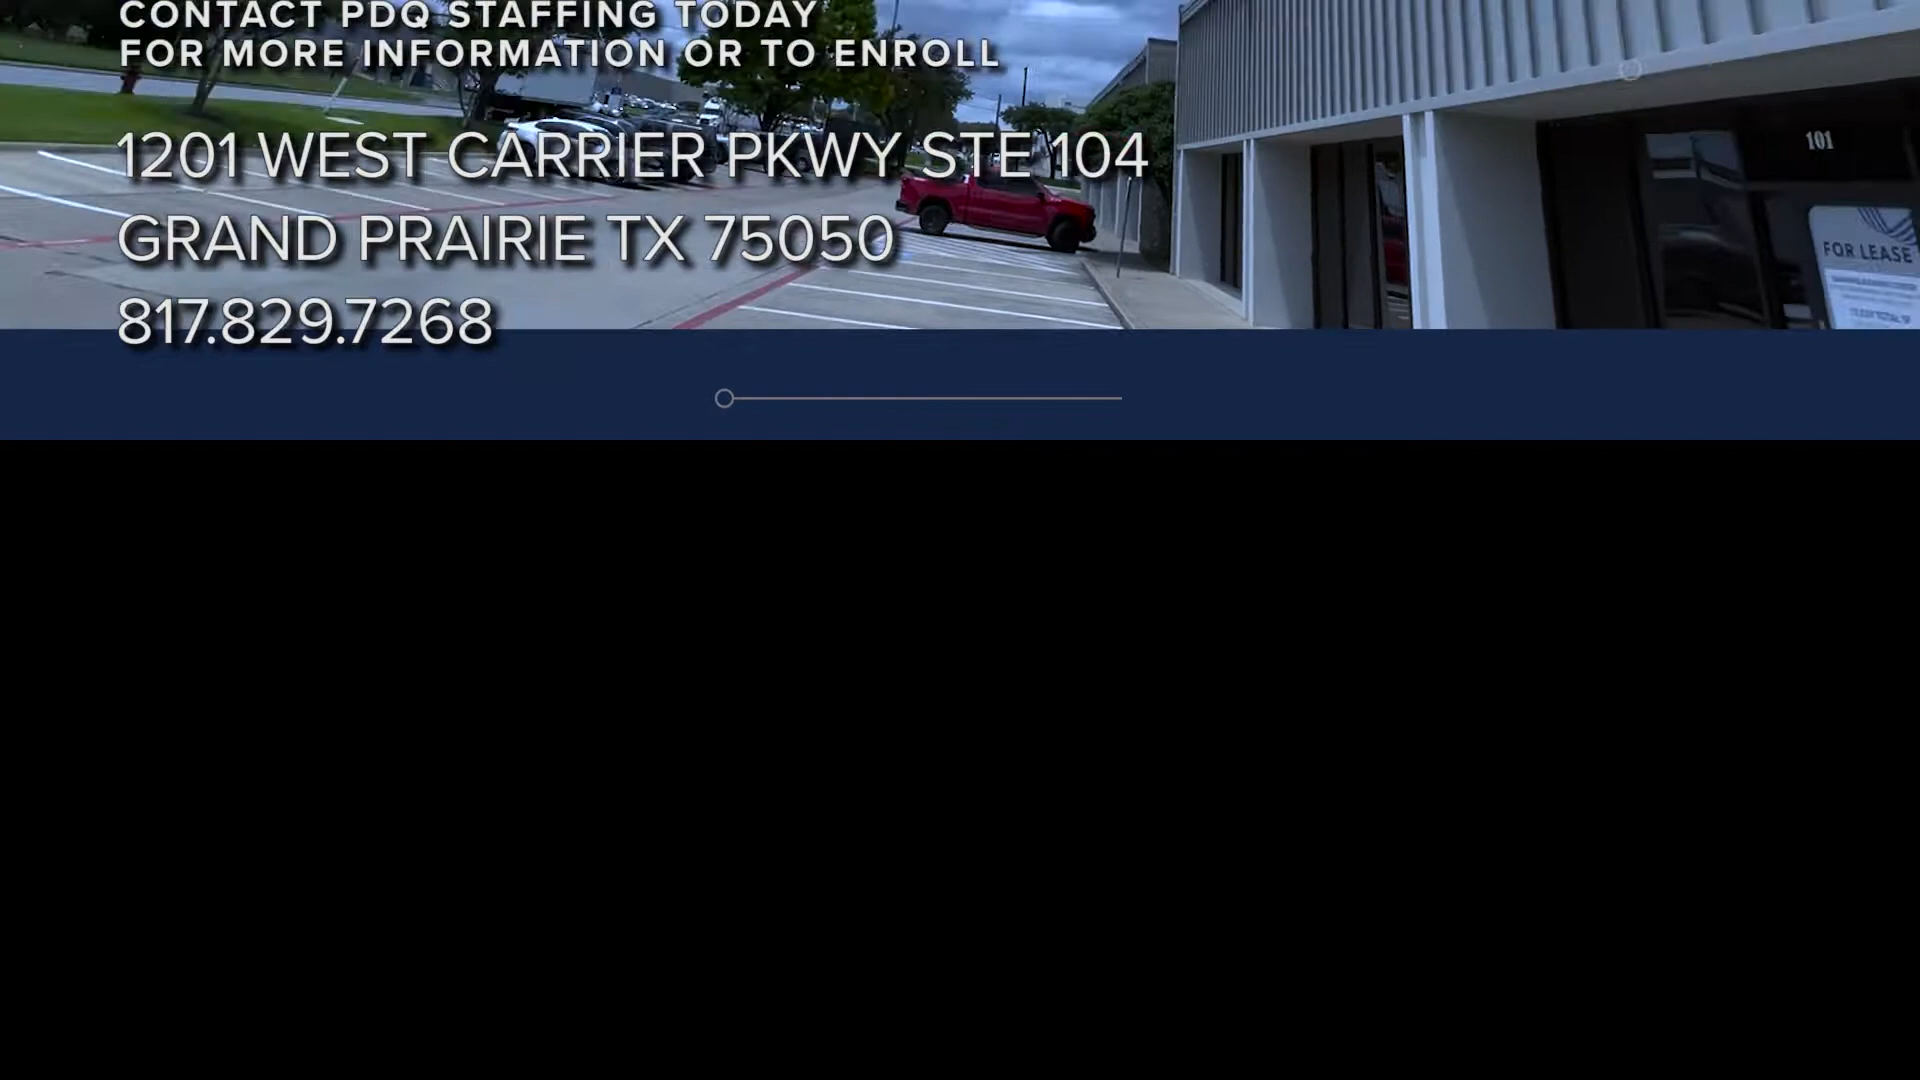 CONTACT PDQ STAFFING TODAY
FOR MORE INFORMATION OR TO ENROLL
1201 WEST CARRIER PKWY STE 104
GRAND PRAIRIE TX 75050
817.829.7268
101
FOR LEASE